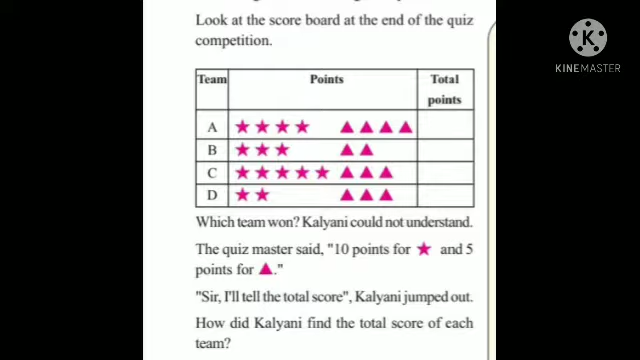 Look at the score board at the end of the quiz
competition.
Team Points Total
points
A ★ ★ ★ ★ ▲ ▲ ▲ ▲
B ★ ★ ★ ▲ ▲
C ★ ★ ★ ★ ★ ▲ ▲ ▲
D ★ ★ ▲ ▲ ▲
Which team won? Kalyani could not understand.
The quiz master said, "10 points for ★ and 5
points for ▲."
"Sir, I'll tell the total score", Kalyani jumped out.
How did Kalyani find the total score of each
team?
K
KINEMASTER